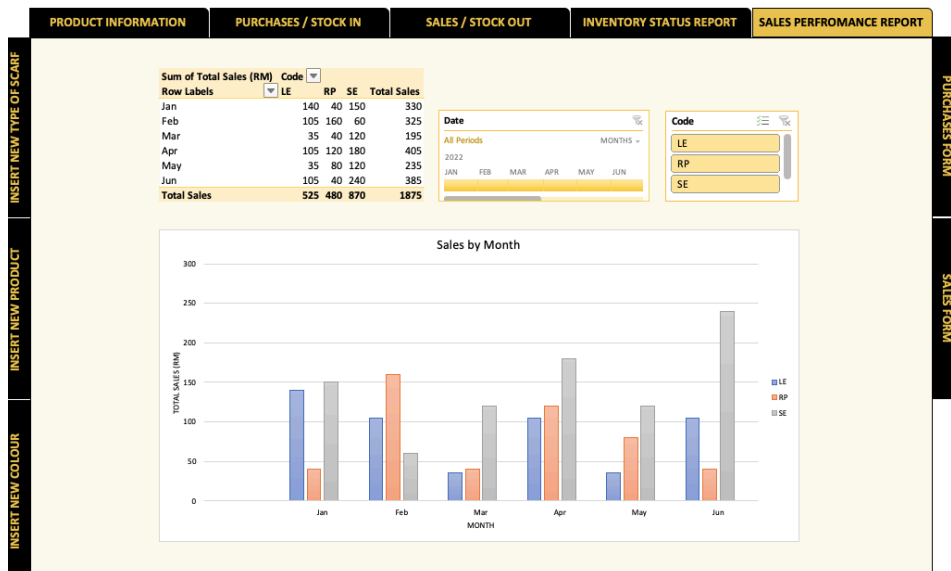 PRODUCT INFORMATION
PURCHASES / STOCK IN
SALES / STOCK OUT
INVENTORY STATUS REPORT
SALES PERFROMANCE REPORT
INSERT NEW TYPE OF SCARF
INSERT NEW PRODUCT
INSERT NEW COLOUR
PURCHASES FORM
SALES FORM
Sum of Total Sales (RM) Code
Row Labels LE RP SE Total Sales
Jan 140 40 150 330
Feb 105 160 60 325
Mar 35 40 120 195
Apr 105 120 180 405
May 35 80 120 235
Jun 105 40 240 385
Total Sales 525 480 870 1875
Date
All Periods MONTHS
2022
JAN FEB MAR APR MAY JUN
Code
LE
RP
SE
Sales by Month
TOTAL SALES (RM)
300
250
200
150
100
50
0
Jan Feb Mar Apr May Jun
MONTH
LE
RP
SE